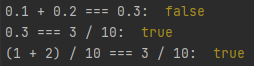 0.1 + 0.2 === 0.3:  false
0.3 === 3 / 10:  true
(1 + 2) / 10 === 3 / 10:  true